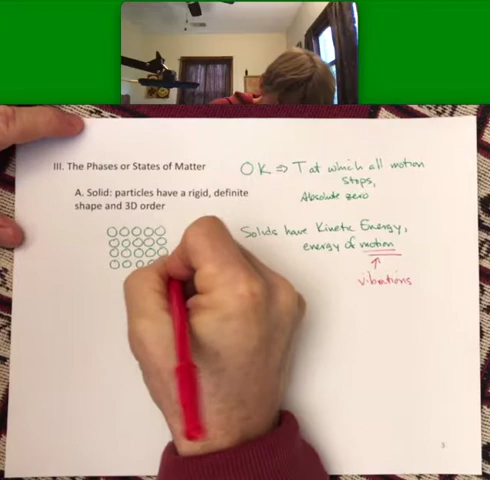 III. The Phases or States of Matter
A. Solid: particles have a rigid, definite
shape and 3D order
0 K ⇒ T at which all motion
stops,
Absolute zero
Solids have Kinetic Energy,
energy of motion
↑
vibrations
5